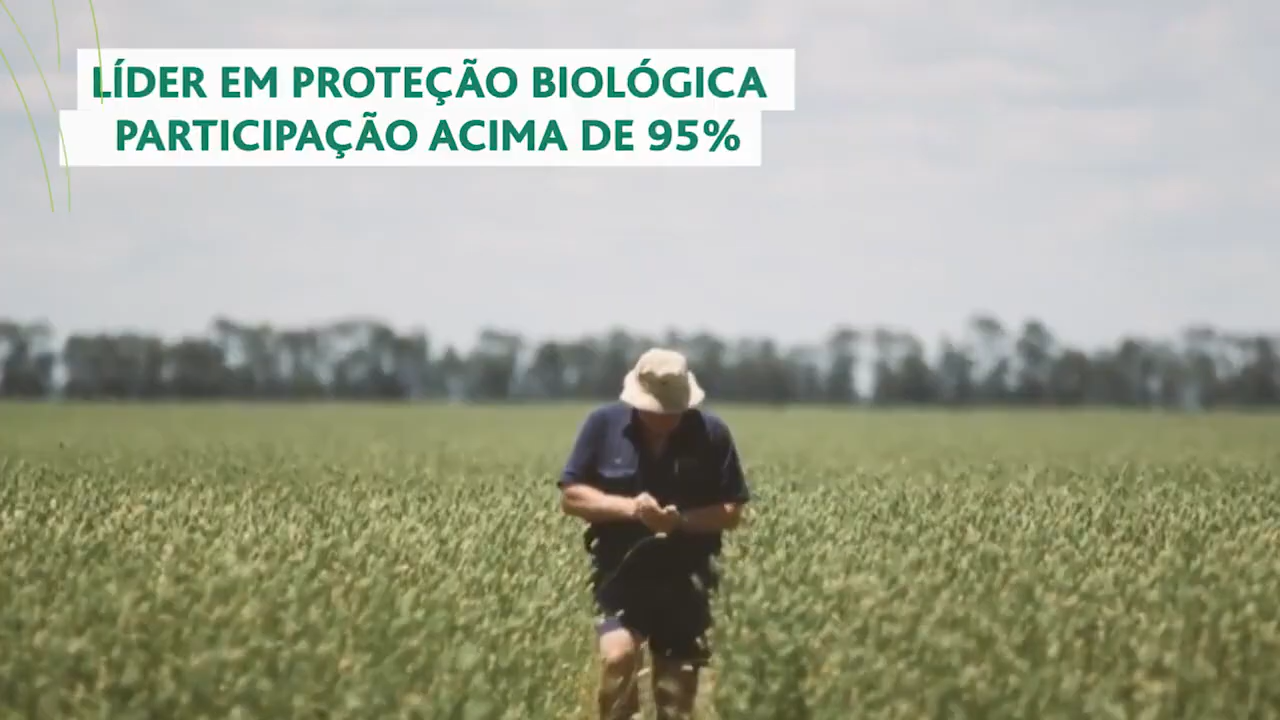 LÍDER EM PROTEÇÃO BIOLÓGICA
PARTICIPAÇÃO ACIMA DE 95%